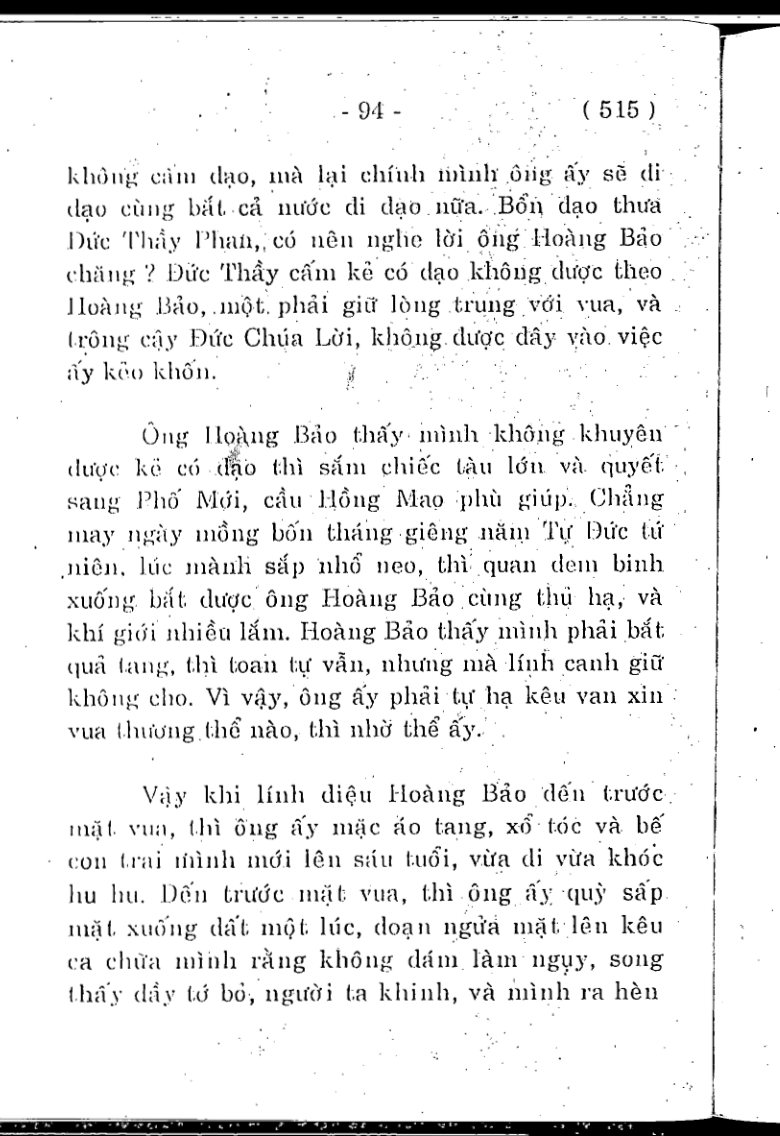 - 94 - ( 515 )
không cấm đạo, mà lại chính mình ông ấy sẽ đi
đạo cùng bắt cả nước đi đạo nữa. Bổn đạo thưa
Đức Thầy Phan, có nên nghe lời ông Hoàng Bảo
chăng ? Đức Thầy cấm kẻ có đạo không được theo
Hoàng Bảo, một phải giữ lòng trung với vua, và
trông cậy Đức Chúa Lời, không được dây vào việc
ấy kẻo khốn.
Ông Hoàng Bảo thấy mình không khuyên
được kẻ có đạo thì sắm chiếc tàu lớn và quyết
sang Phố Mới, cầu Hồng Mao phù giúp. Chẳng
may ngày mồng bốn tháng giêng năm Tự Đức tứ
niên, lúc mành sắp nhổ neo, thì quan đem binh
xuống bắt được ông Hoàng Bảo cùng thủ hạ, và
khí giới nhiều lắm. Hoàng Bảo thấy mình phải bắt
quả tang, thì toan tự vẫn, nhưng mà lính canh giữ
không cho. Vì vậy, ông ấy phải tự hạ kêu van xin
vua thương thể nào, thì nhờ thể ấy.
Vậy khi lính điệu Hoàng Bảo đến trước
mặt vua, thì ông ấy mặc áo tang, xổ tóc và bế
con trai mình mới lên sáu tuổi, vừa đi vừa khóc
hu hu. Đến trước mặt vua, thì ông ấy quỳ sấp
mặt xuống đất một lúc, đoạn ngửa mặt lên kêu
ca chữa mình rằng không dám làm ngụy, song
thấy đầy tớ bỏ, người ta khinh, và mình ra hèn